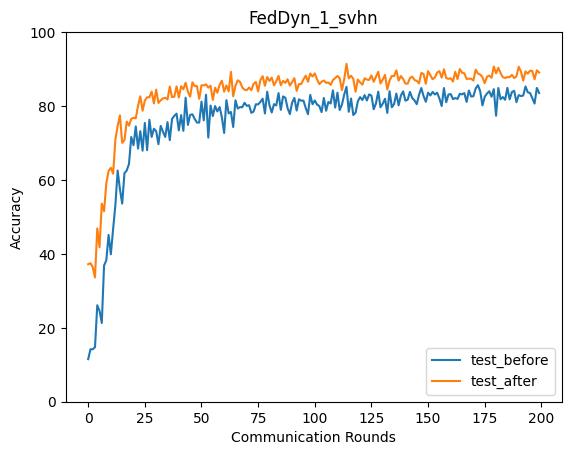 FedDyn_1_svhn
100
80
60
40
20
0
Accuracy
test_before
test_after
0 25 50 75 100 125 150 175 200
Communication Rounds